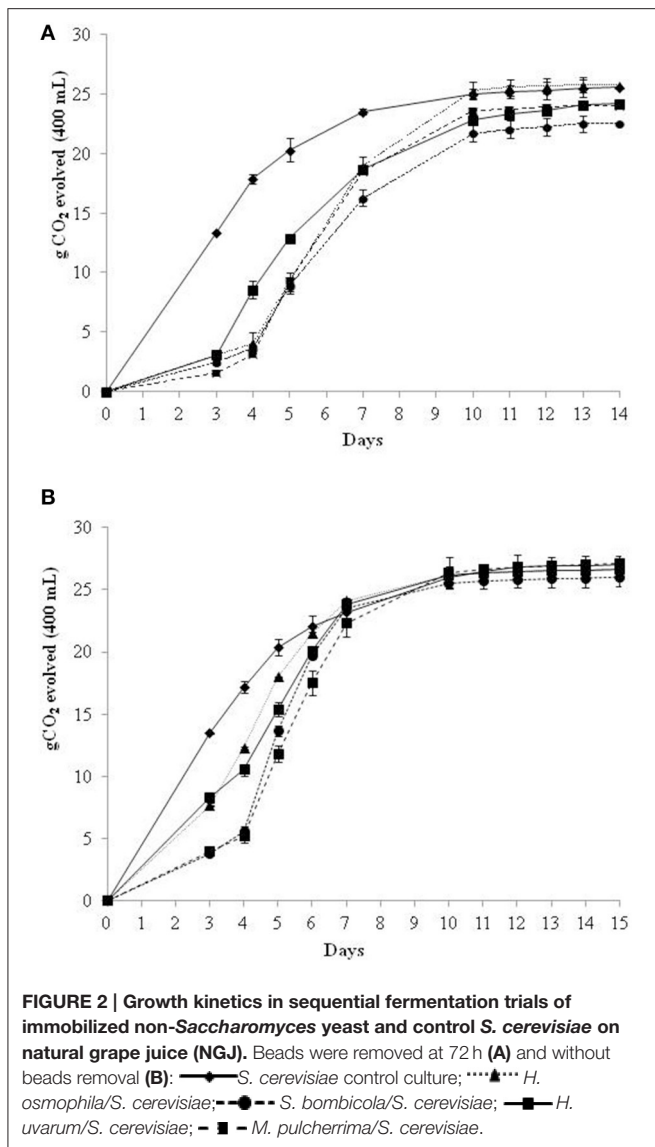 A
g CO2 evolved (400 mL)
30
25
20
15
10
5
0
0 1 2 3 4 5 6 7 8 9 10 11 12 13 14
Days
B
gCO2 evolved (400 mL)
30
25
20
15
10
5
0
0 1 2 3 4 5 6 7 8 9 10 11 12 13 14 15
Days
FIGURE 2 | Growth kinetics in sequential fermentation trials of
immobilized non-Saccharomyces yeast and control S. cerevisiae on
natural grape juice (NGJ). Beads were removed at 72 h (A) and without
beads removal (B): S. cerevisiae control culture; H.
osmophila/S. cerevisiae; S. bombicola/S. cerevisiae; H.
uvarum/S. cerevisiae; M. pulcherrima/S. cerevisiae.